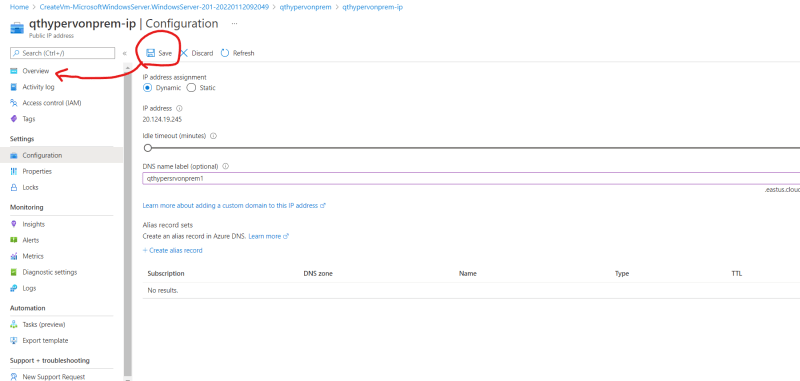 Home > CreateVm-MicrosoftWindowsServer.WindowsServer-201-20220112092049 > qthypervonprem > qthypervonprem-ip
qthypervonprem-ip | Configuration ...
Public IP address
Search (Ctrl+/) «
Save Discard Refresh
Overview
Activity log
Access control (IAM)
Tags
Settings
Configuration
Properties
Locks
Monitoring
Insights
Alerts
Metrics
Diagnostic settings
Logs
Automation
Tasks (preview)
Export template
Support + troubleshooting
New Support Request
IP address assignment
Dynamic Static
IP address
20.124.19.245
Idle timeout (minutes)
DNS name label (optional)
qthypersrvonprem1
.eastus.clou
Learn more about adding a custom domain to this IP address
Alias record sets
Create an alias record in Azure DNS. Learn more
+ Create alias record
Subscription DNS zone Name Type TTL
No results.